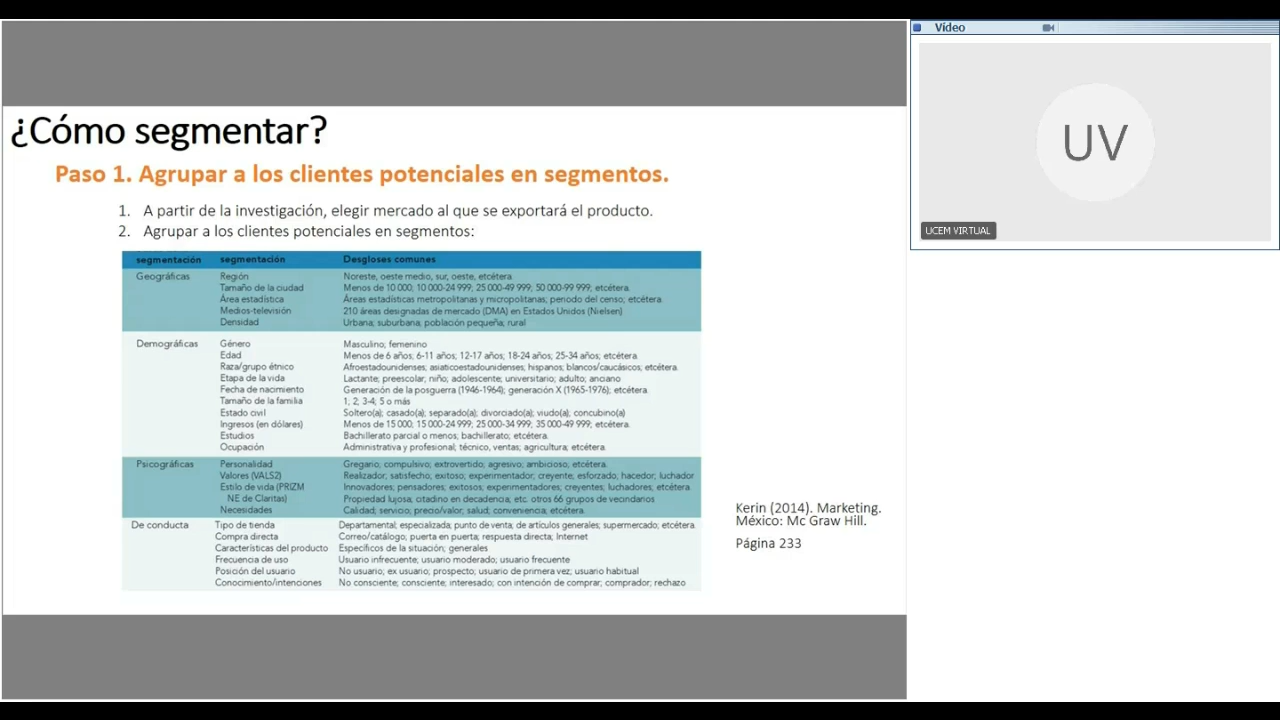 ¿Cómo segmentar?
Paso 1. Agrupar a los clientes potenciales en segmentos.
1. A partir de la investigación, elegir mercado al que se exportará el producto.
2. Agrupar a los clientes potenciales en segmentos:
segmentación segmentación Desgloses comunes
Geográficas Región Noreste, oeste medio, sur, oeste, etcétera
Tamaño de la ciudad Menos de 10 000; 10 000-24 999; 25 000-49 999; 50 000-99 999; etcétera.
Área estadística Áreas estadísticas metropolitanas y micropolitanas; periodo del censo; etcétera.
Medios-televisión 210 áreas designadas de mercado (DMA) en Estados Unidos (Nielsen)
Densidad Urbana; suburbana; población pequeña; rural
Demográficas Género Masculino; femenino
Edad Menos de 6 años; 6-11 años; 12-17 años; 18-24 años; 25-34 años; etcétera.
Raza/grupo étnico Afroestadounidenses; asiaticoestadounidenses; hispanos; blancos/caucásicos; etcétera.
Etapa de la vida Lactante; preescolar; niño; adolescente; universitario; adulto; anciano
Fecha de nacimiento Generación de la posguerra (1946-1964); generación X (1965-1976); etcétera.
Tamaño de la familia 1; 2; 3-4; 5 o más
Estado civil Soltero(a); casado(a); separado(a); divorciado(a); viudo(a); concubino(a)
Ingresos (en dólares) Menos de 15 000; 15 000-24 999; 25 000-34 999; 35 000-49 999; etcétera.
Estudios Bachillerato parcial o menos; bachillerato; etcétera.
Ocupación Administrativa y profesional; técnico, ventas; agricultura; etcétera.
Psicográficas Personalidad Gregario; compulsivo; extrovertido; agresivo; ambicioso, etcétera.
Valores (VALS2) Realizador; satisfecho; exitoso; experimentador; creyente; esforzado; hacedor; luchador
Estilo de vida (PRIZM Innovadores; pensadores; exitosos; experimentadores; creyentes; luchadores, etcétera.
NE de Claritas) Propiedad lujosa, citadino en decadencia, etc. otros 66 grupos de vecindarios
Necesidades Calidad; servicio; precio/valor; salud; conveniencia; etcétera.
De conducta Tipo de tienda Departamental; especializada; punto de venta; de artículos generales; supermercado; etcétera.
Compra directa Correo/catálogo; puerta en puerta; respuesta directa; Internet
Características del producto Específicos de la situación; generales
Frecuencia de uso Usuario infrecuente; usuario moderado; usuario frecuente
Posición del usuario No usuario; ex usuario; prospecto; usuario de primera vez; usuario habitual
Conocimiento/intenciones No consciente; consciente; interesado; con intención de comprar; comprador; rechazo
Kerin (2014). Marketing.
México: Mc Graw Hill.
Página 233
Vídeo
UV
UCEM VIRTUAL